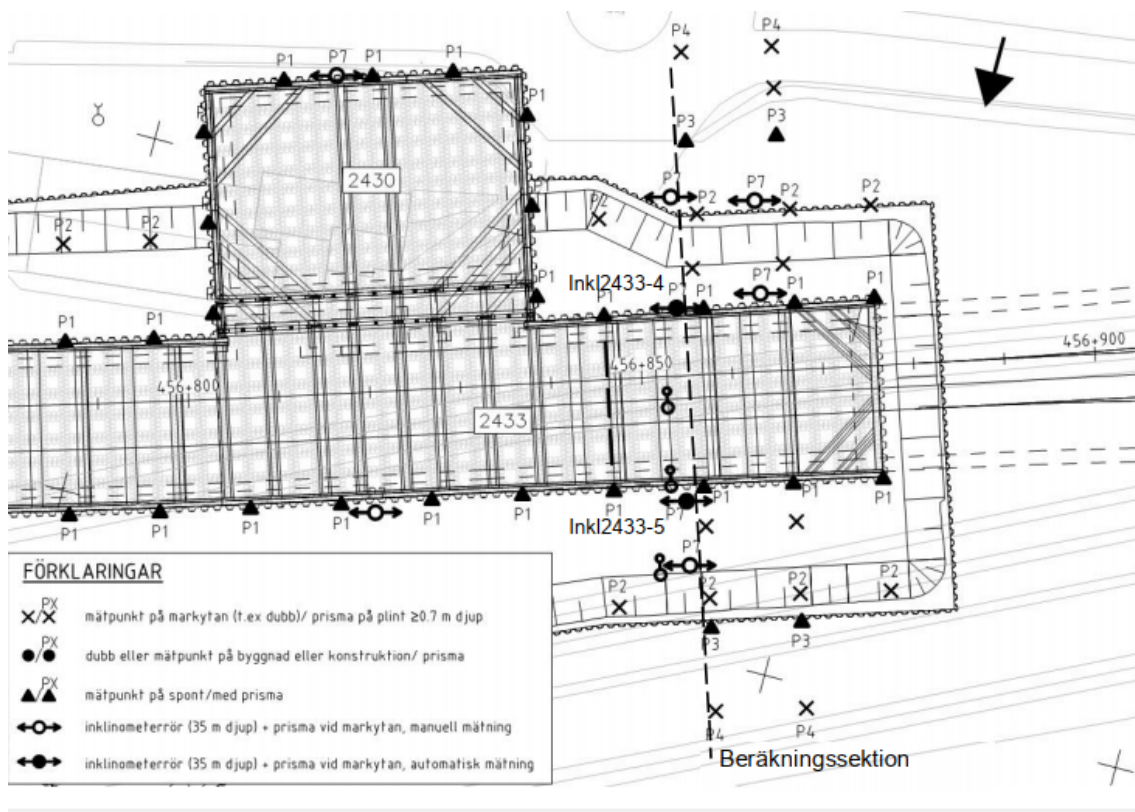 P4
P4
P1
P7
P1
P1
P1
P3
P3
2430
P7
P7
P2
P2
P2
P1
P2
P2
P2
Inkl2433-4
P7
P1
P1
P1
P1
P1
P1
456+800
456+850
456+900
2433
P1
P1
P1
P1
P1
P1
P1
P1
P1
P7
Inkl2433-5
P7
P2
P2
P2
P2
P3
P3
P4
P4
Beräkningssektion
FÖRKLARINGAR
PX
mätpunkt på markytan (t.ex dubb)/ prisma på plint ≥0.7 m djup
PX
dubb eller mätpunkt på byggnad eller konstruktion/ prisma
PX
mätpunkt på spont/med prisma
inklinometerrör (35 m djup) + prisma vid markytan, manuell mätning
inklinometerrör (35 m djup) + prisma vid markytan, automatisk mätning